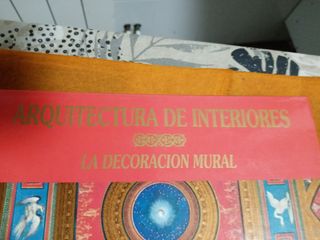 ARQUITECTURA DE INTERIORES
LA DECORACION MURAL